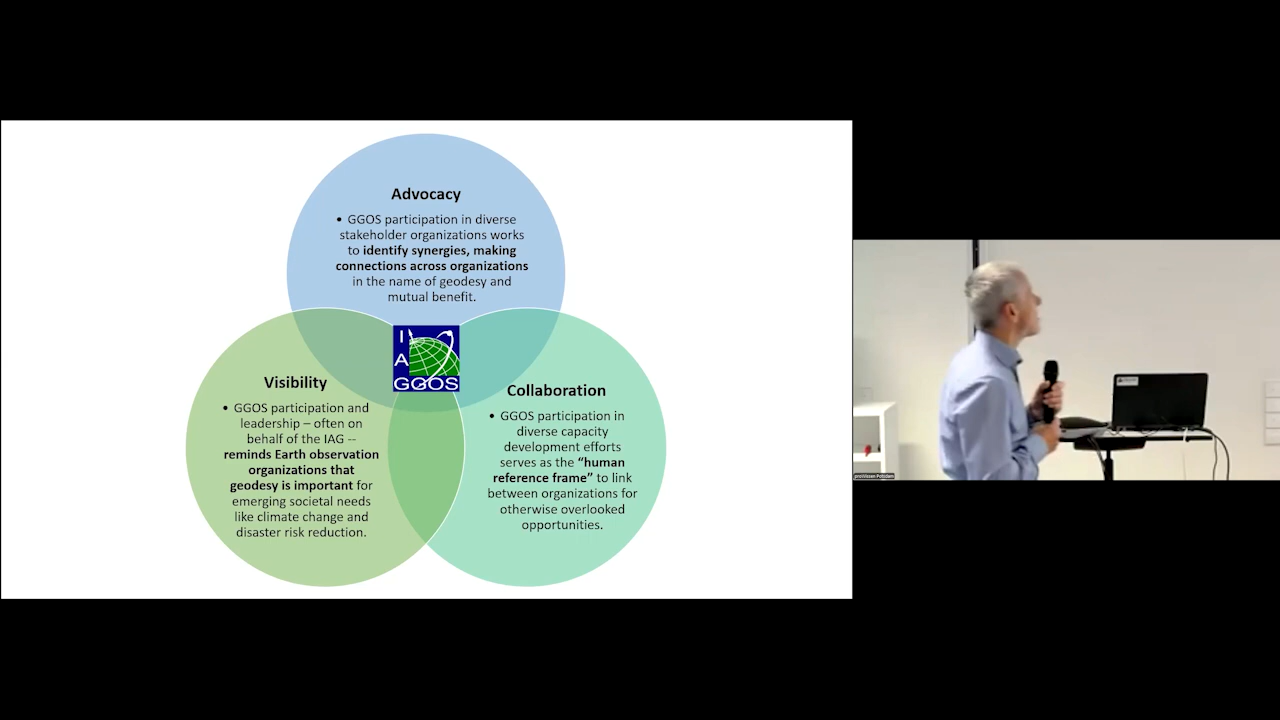 Advocacy
• GGOS participation in diverse
stakeholder organizations works
to identify synergies, making
connections across organizations
in the name of geodesy and
mutual benefit.
I
A
GGOS
Visibility
• GGOS participation and
leadership – often on
behalf of the IAG --
reminds Earth observation
organizations that
geodesy is important for
emerging societal needs
like climate change and
disaster risk reduction.
Collaboration
• GGOS participation in
diverse capacity
development efforts
serves as the “human
reference frame” to link
between organizations for
otherwise overlooked
opportunities.
proWissen Potsdam